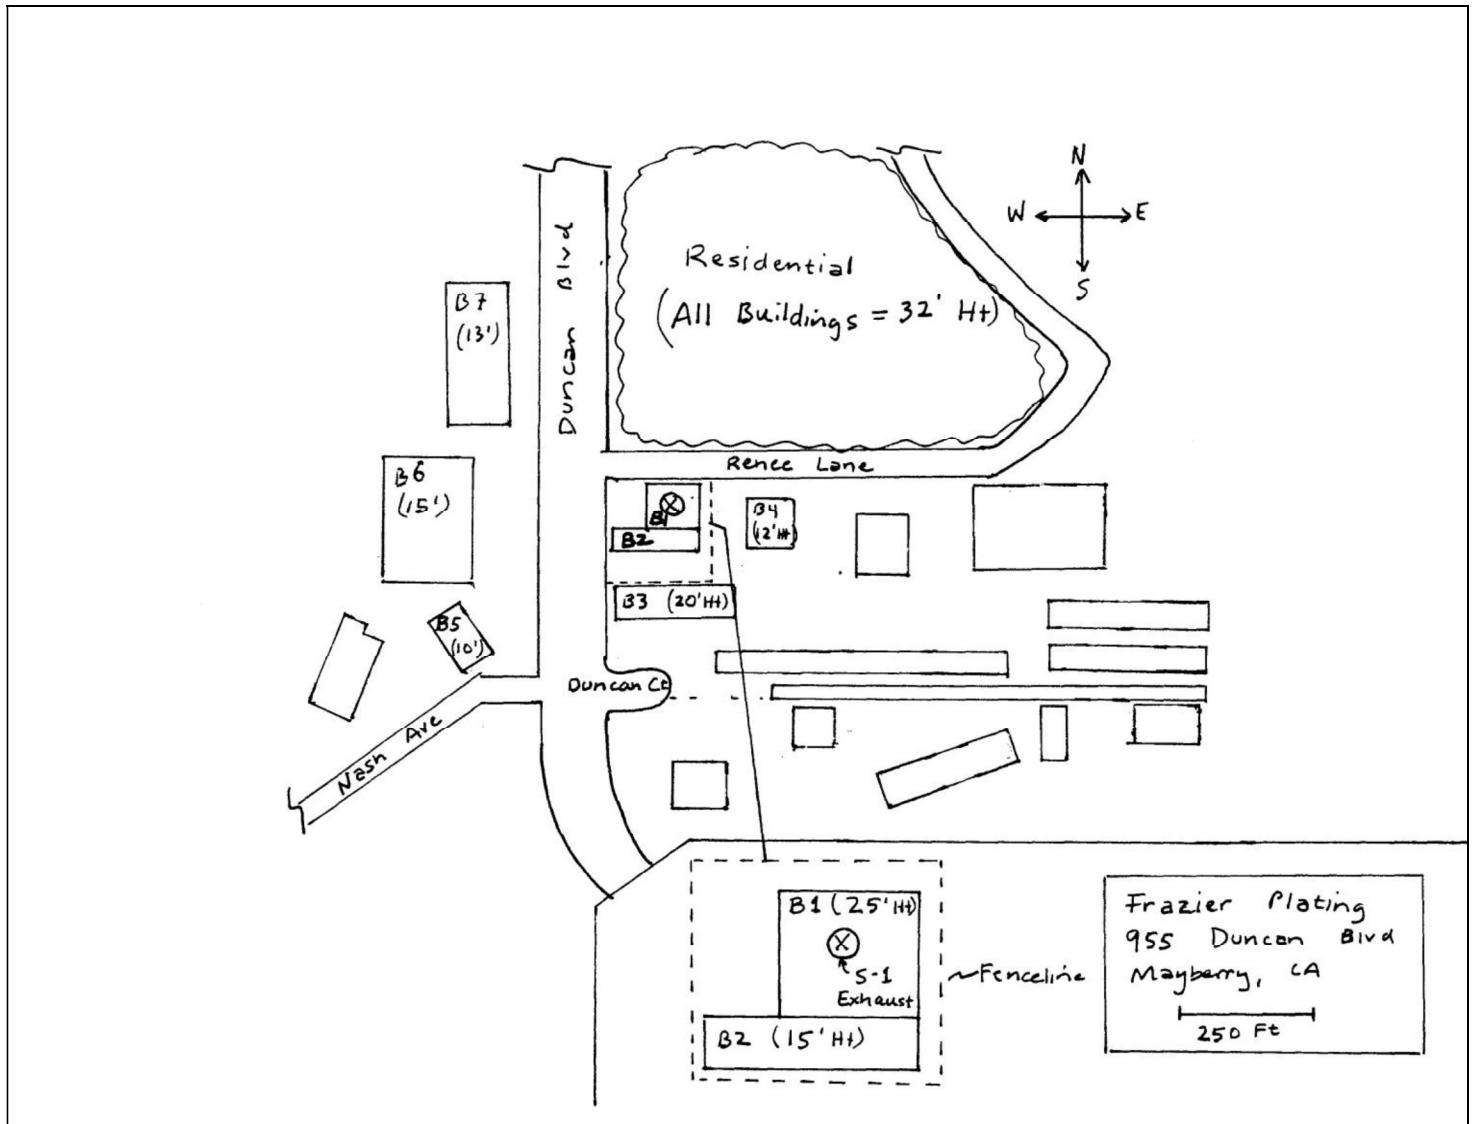 N
W E
S
Duncan Blvd
Residential
(All Buildings = 32' Ht)
B7
(13')
Renee Lane
B6
(15')
B1
B2
B4
(12'Ht)
B3 (20'Ht)
B5
(10')
Duncan Ct
Nash Ave
B1 (25'Ht)
S-1
Exhaust
B2 (15'Ht)
Fenceline
Frazier Plating
955 Duncan Blvd
Mayberry, CA
250 Ft